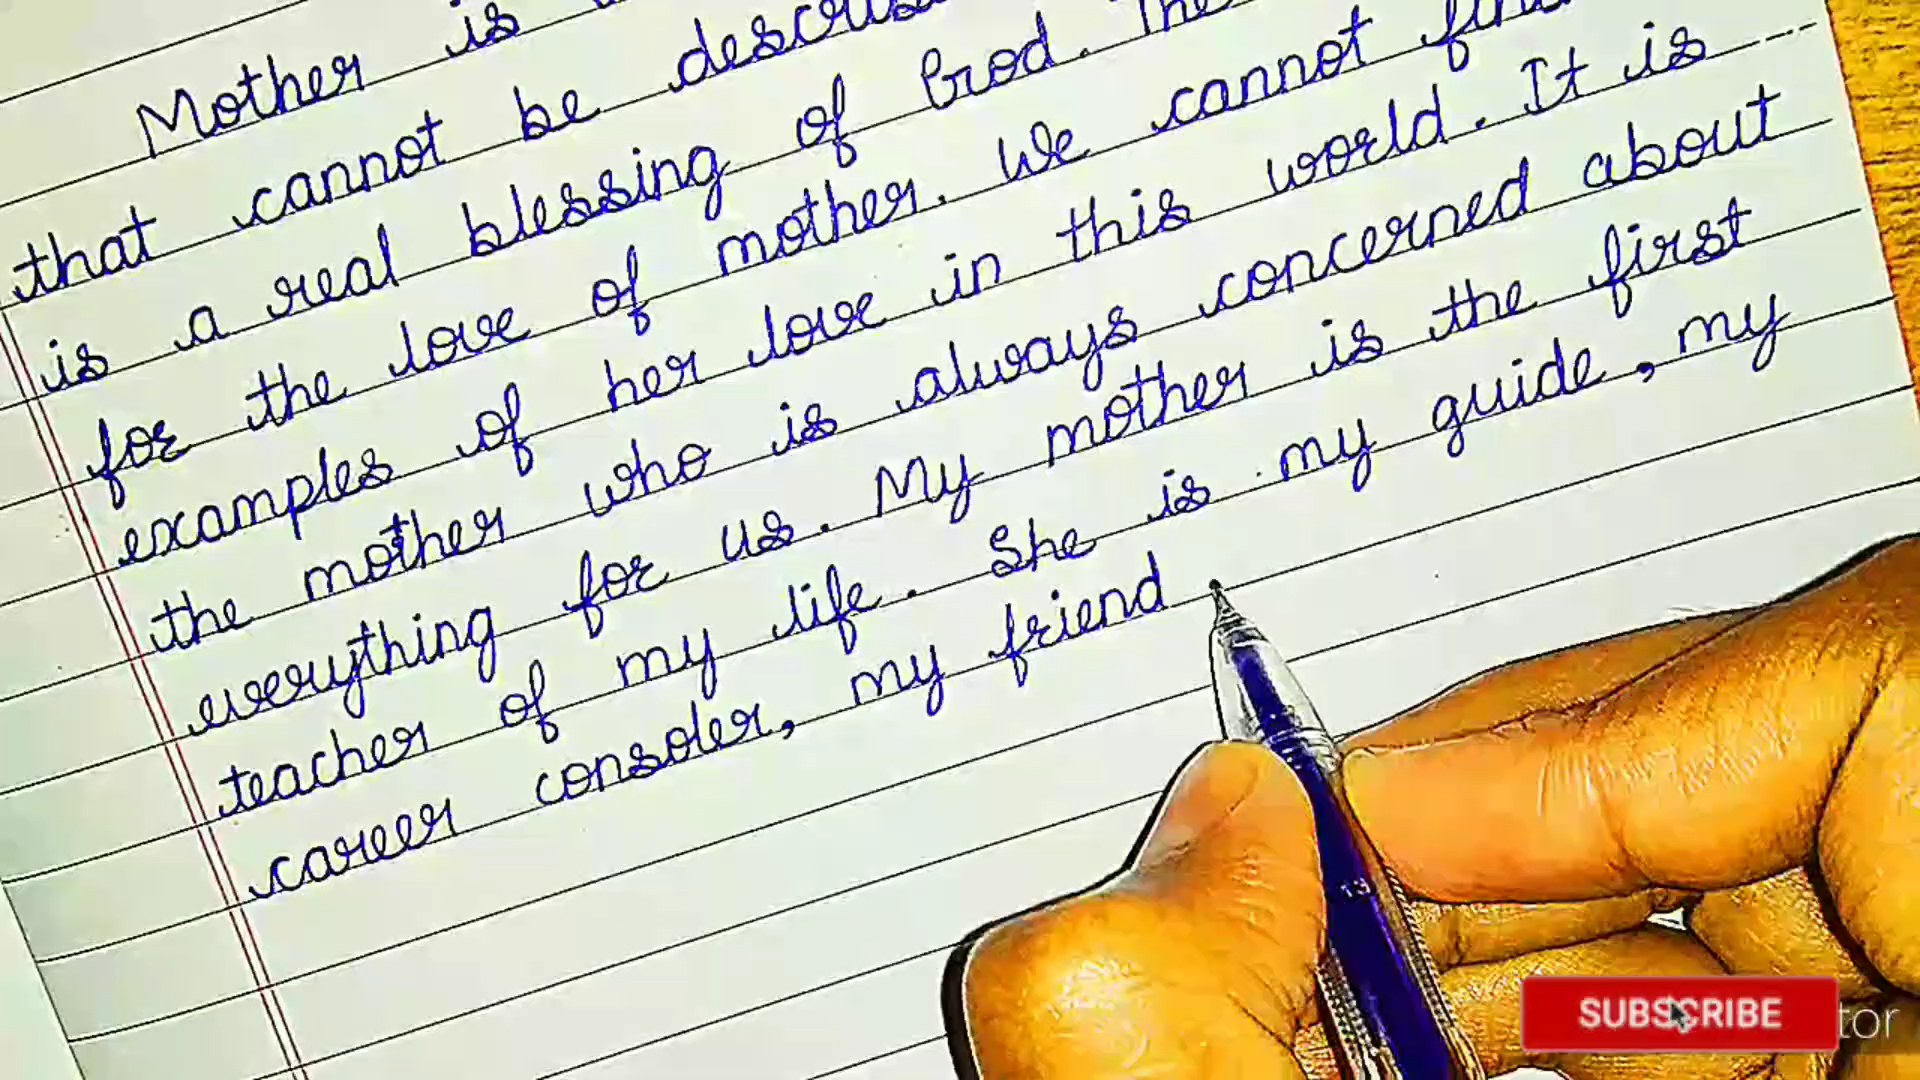 Mother is
that cannot be
is a real blessing of God. The
for the love of mother. We cannot find
examples of her love in this world. It is
the mother who is always concerned about
everything for us. My mother is the first
teacher of my life. She is my guide, my
career consoler, my friend
SUBSCRIBE
tor